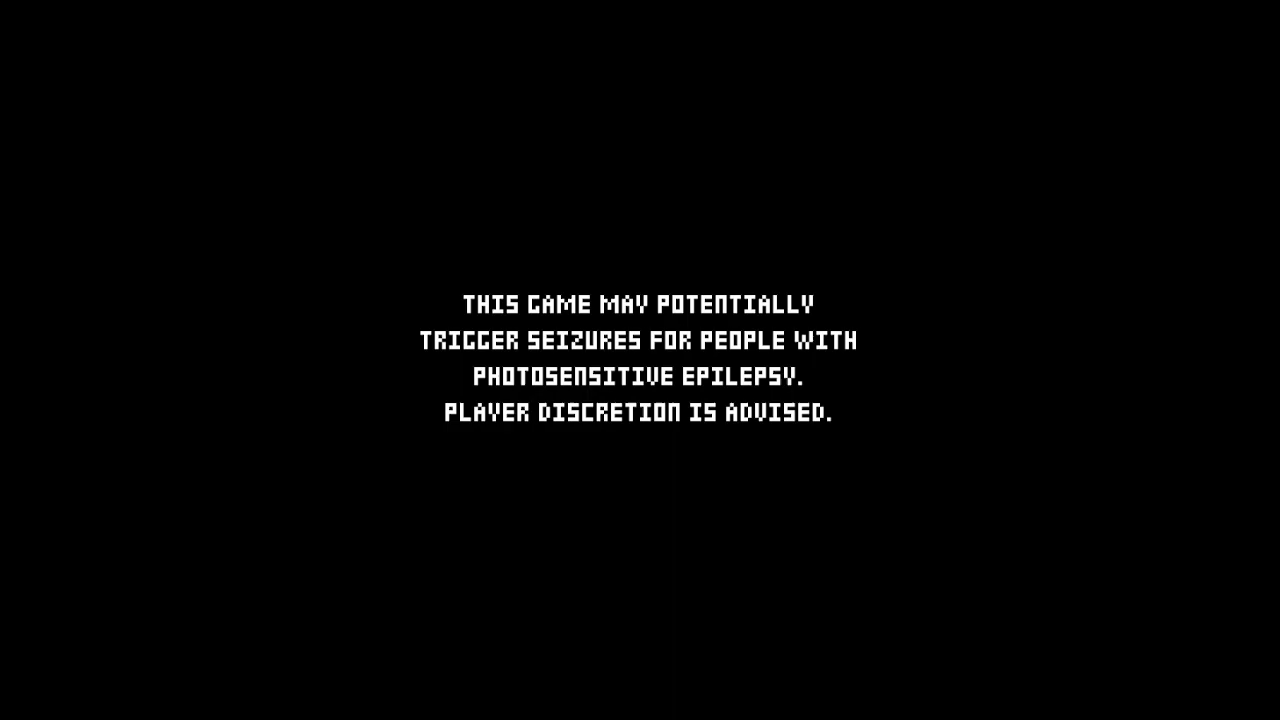 THIS GAME MAY POTENTIALLY
TRIGGER SEIZURES FOR PEOPLE WITH
PHOTOSENSITIVE EPILEPSY.
PLAYER DISCRETION IS ADVISED.